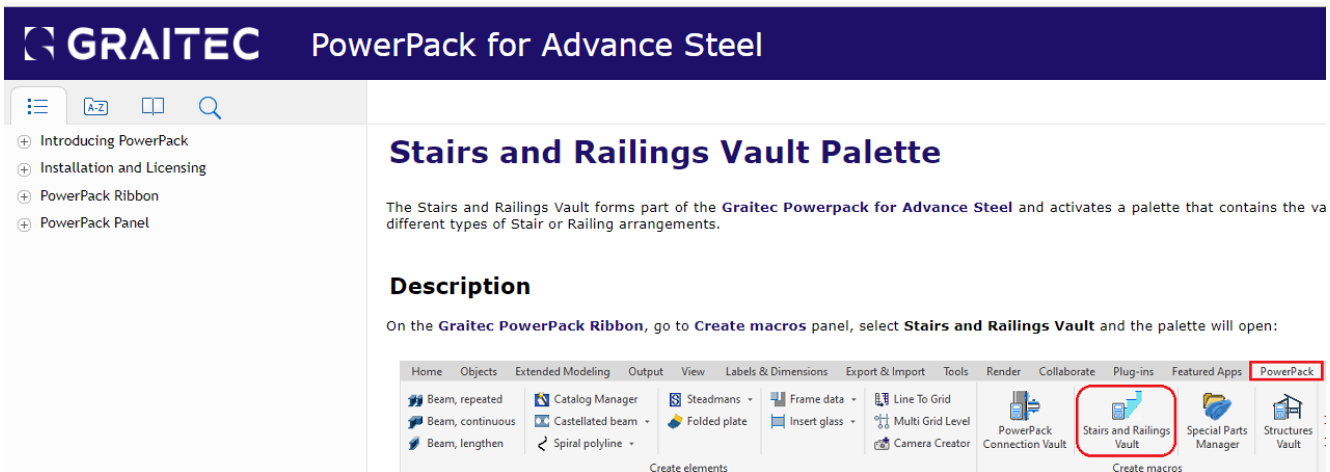 GRAITEC PowerPack for Advance Steel
A-Z
Introducing PowerPack
Installation and Licensing
PowerPack Ribbon
PowerPack Panel
Stairs and Railings Vault Palette
The Stairs and Railings Vault forms part of the Graitec Powerpack for Advance Steel and activates a palette that contains the va
different types of Stair or Railing arrangements.
Description
On the Graitec PowerPack Ribbon, go to Create macros panel, select Stairs and Railings Vault and the palette will open:
Home Objects Extended Modeling Output View Labels & Dimensions Export & Import Tools Render Collaborate Plug-ins Featured Apps PowerPack
Beam, repeated Catalog Manager Steadmans Frame data Line To Grid
Beam, continuous Castellated beam Folded plate Insert glass Multi Grid Level
Beam, lengthen Spiral polyline Camera Creator
PowerPack Stairs and Railings Special Parts Structures
Connection Vault Vault Manager Vault
Create elements Create macros